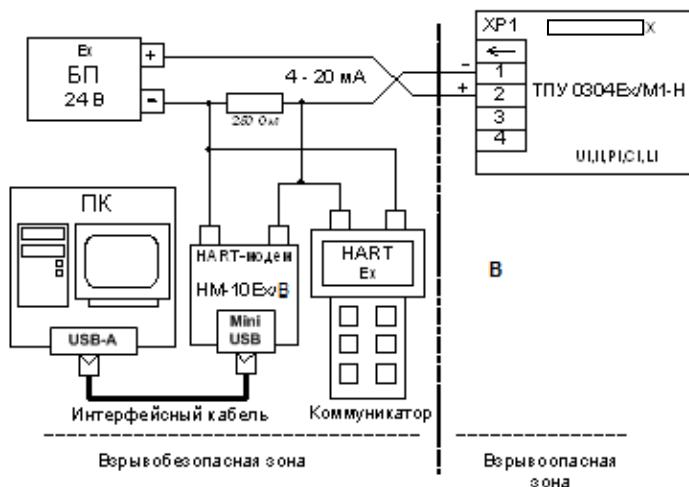 Ex
БП
24 В
+
-
4 - 20 мА
250 Ом
XP1
X
←
1
2
3
4
-
+
ТПУ 0304Ex/М1-Н
UI,II,PI,CI,LI
ПК
USB-A
HART-модем
HM-10Ex/B
Mini
USB
HART
Ex
B
Интерфейсный кабель
Коммуникатор
Взрывобезопасная зона
Взрывоопасная
зона